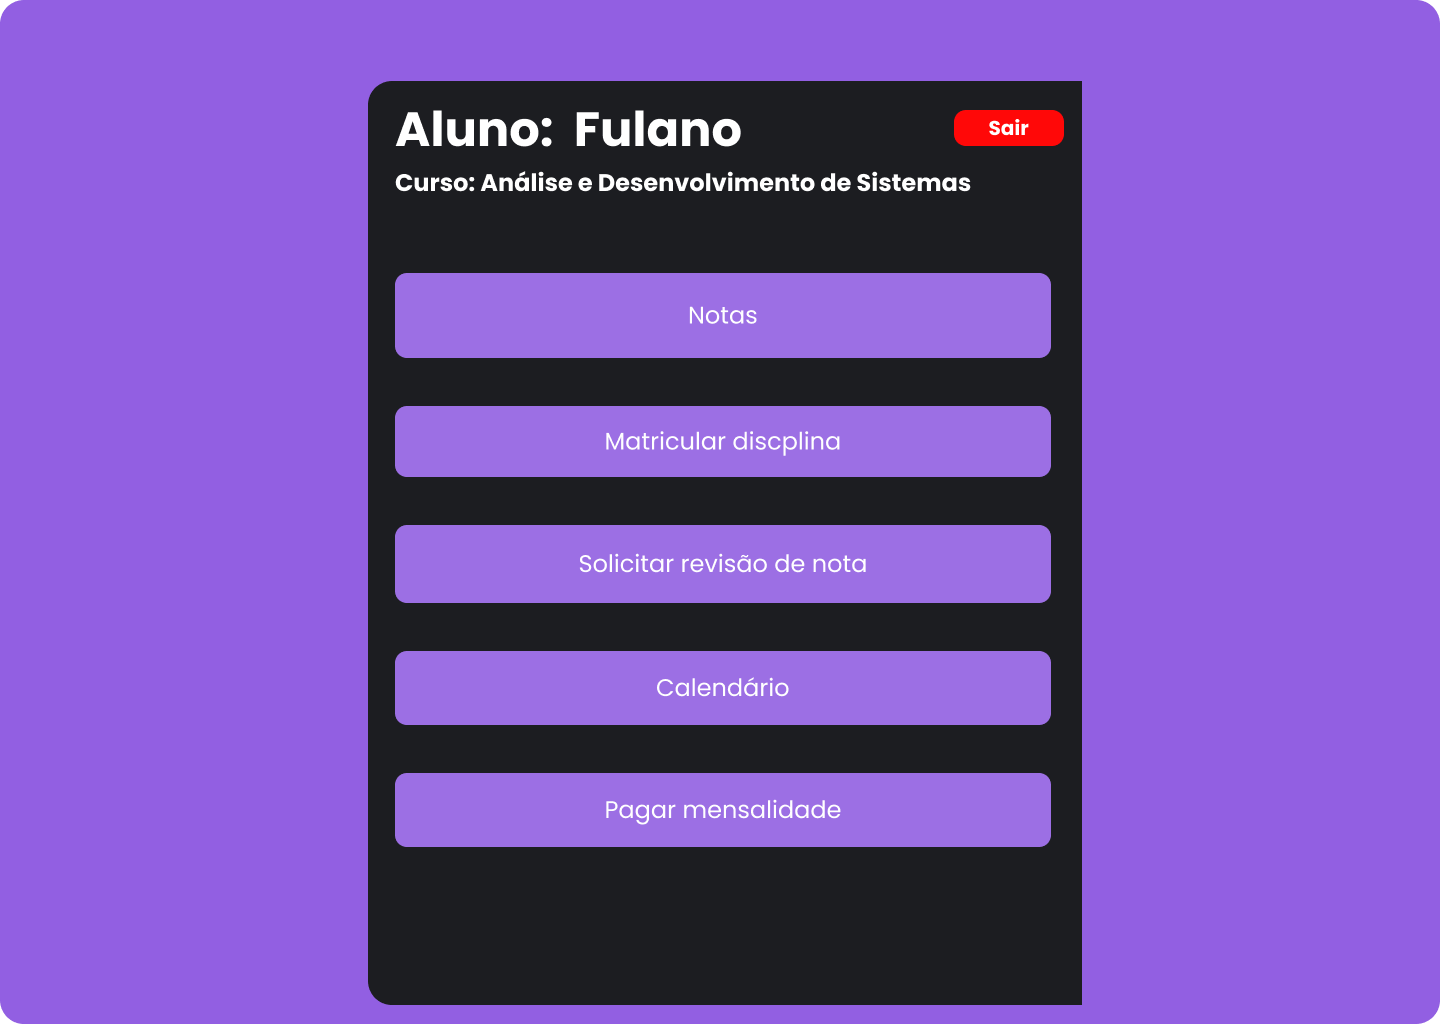 Aluno: Fulano
Sair
Curso: Análise e Desenvolvimento de Sistemas
Notas
Matricular discplina
Solicitar revisão de nota
Calendário
Pagar mensalidade